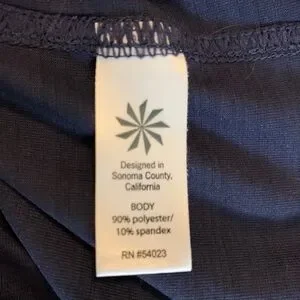 Designed in
Sonoma County,
California
BODY
90% polyester/
10% spandex
RN #54023